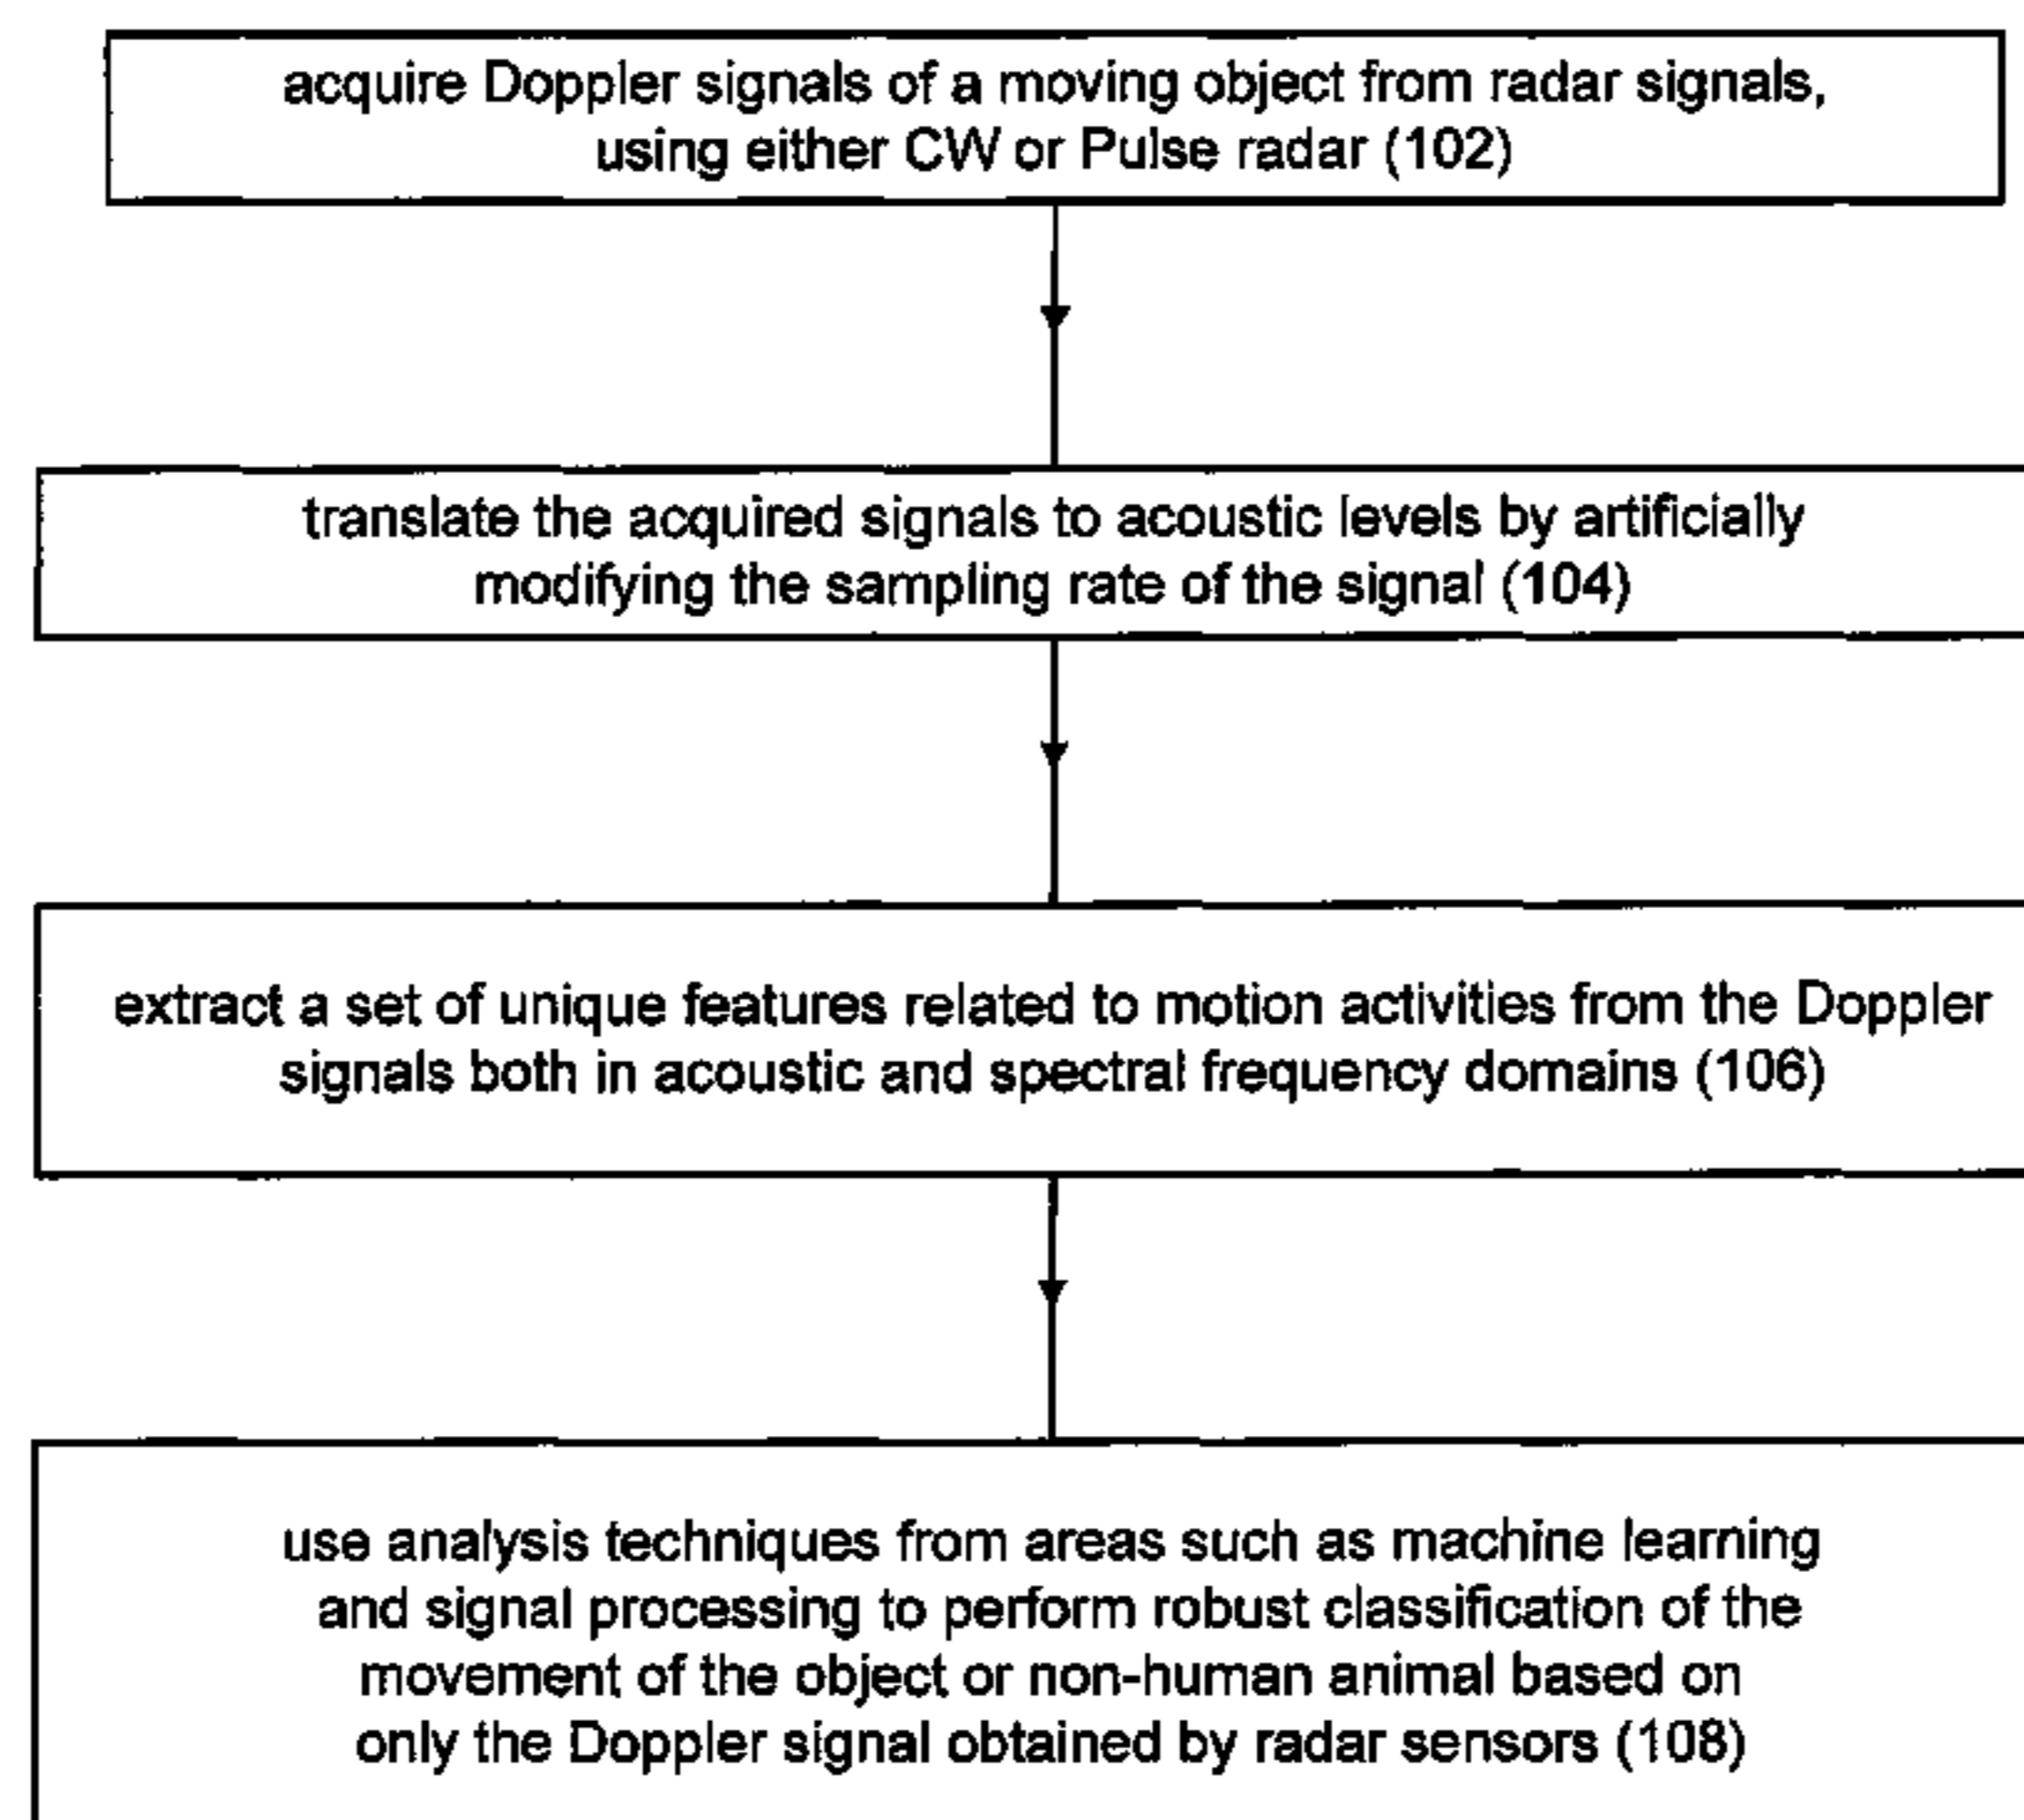 acquire Doppler signals of a moving object from radar signals,
using either CW or Pulse radar (102)
translate the acquired signals to acoustic levels by artificially
modifying the sampling rate of the signal (104)
extract a set of unique features related to motion activities from the Doppler
signals both in acoustic and spectral frequency domains (106)
use analysis techniques from areas such as machine learning
and signal processing to perform robust classification of the
movement of the object or non-human animal based on
only the Doppler signal obtained by radar sensors (108)